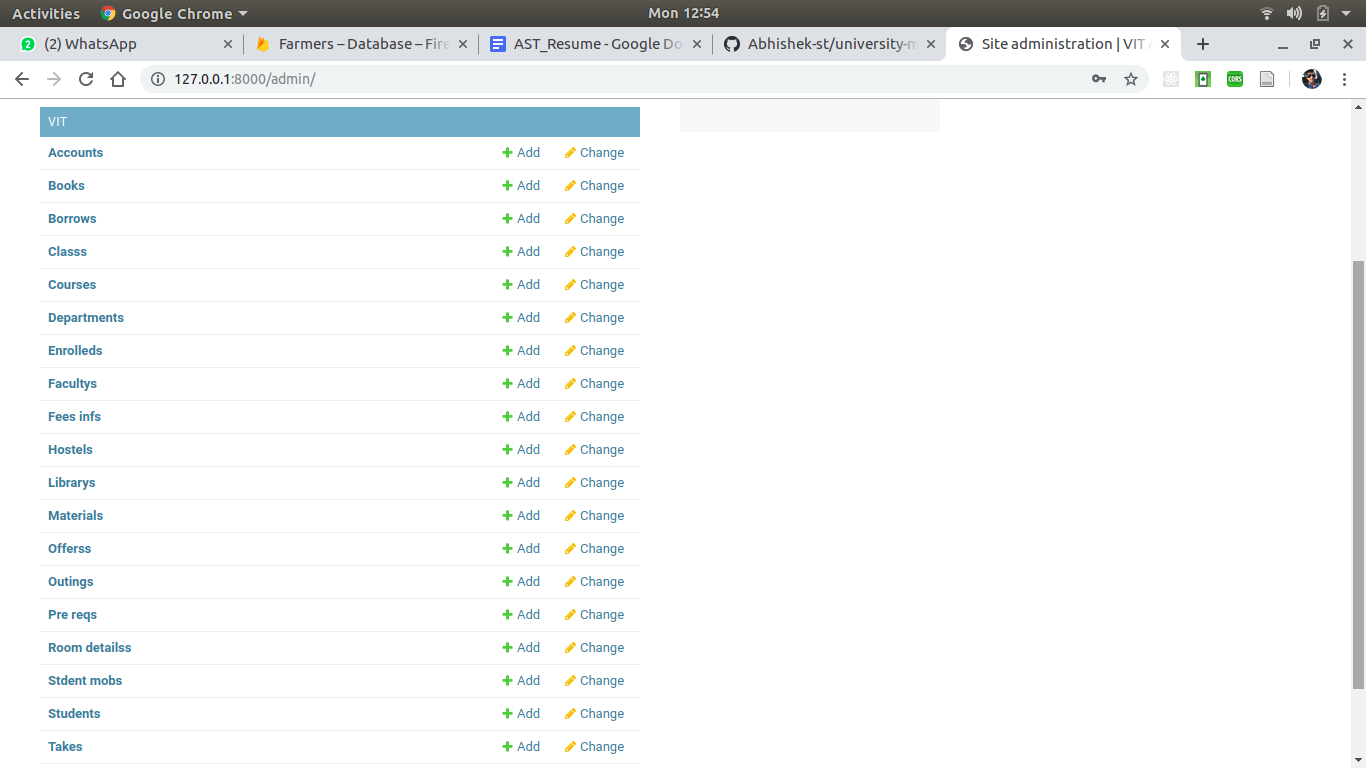 Activities Google Chrome Mon 12:54
(2) WhatsApp Farmers – Database – Fire AST_Resume - Google Do Abhishek-st/university-m Site administration | VIT A
127.0.0.1:8000/admin/ CORS
VIT
Accounts Add Change
Books Add Change
Borrows Add Change
Classs Add Change
Courses Add Change
Departments Add Change
Enrolleds Add Change
Facultys Add Change
Fees infs Add Change
Hostels Add Change
Librarys Add Change
Materials Add Change
Offerss Add Change
Outings Add Change
Pre reqs Add Change
Room detailss Add Change
Stdent mobs Add Change
Students Add Change
Takes Add Change